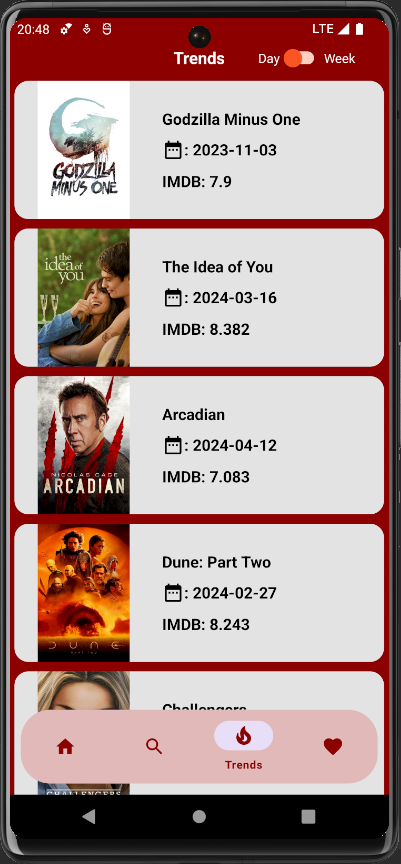 20:48 LTE
Trends Day Week
GODZILLA
MINUS ONE
Godzilla Minus One
: 2023-11-03
IMDB: 7.9
the
idea of
you
The Idea of You
: 2024-03-16
IMDB: 8.382
NICOLAS CAGE
ARCADIAN
Arcadian
: 2024-04-12
IMDB: 7.083
DUNE
PART TWO
Dune: Part Two
: 2024-02-27
IMDB: 8.243
Challengers
Trends
CHALLENGERS